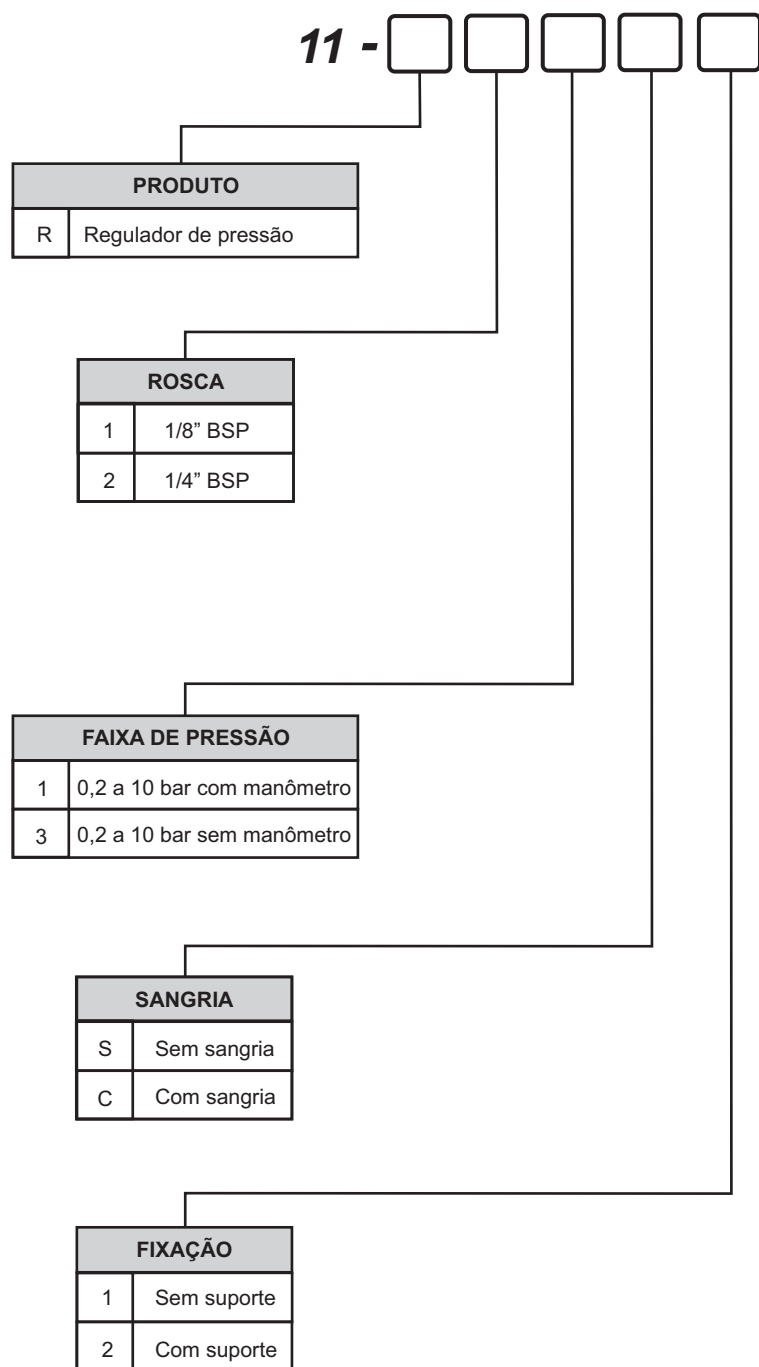 11 -
PRODUTO
R Regulador de pressão
ROSCA
1 1/8” BSP
2 1/4” BSP
FAIXA DE PRESSÃO
1 0,2 a 10 bar com manômetro
3 0,2 a 10 bar sem manômetro
SANGRIA
S Sem sangria
C Com sangria
FIXAÇÃO
1 Sem suporte
2 Com suporte